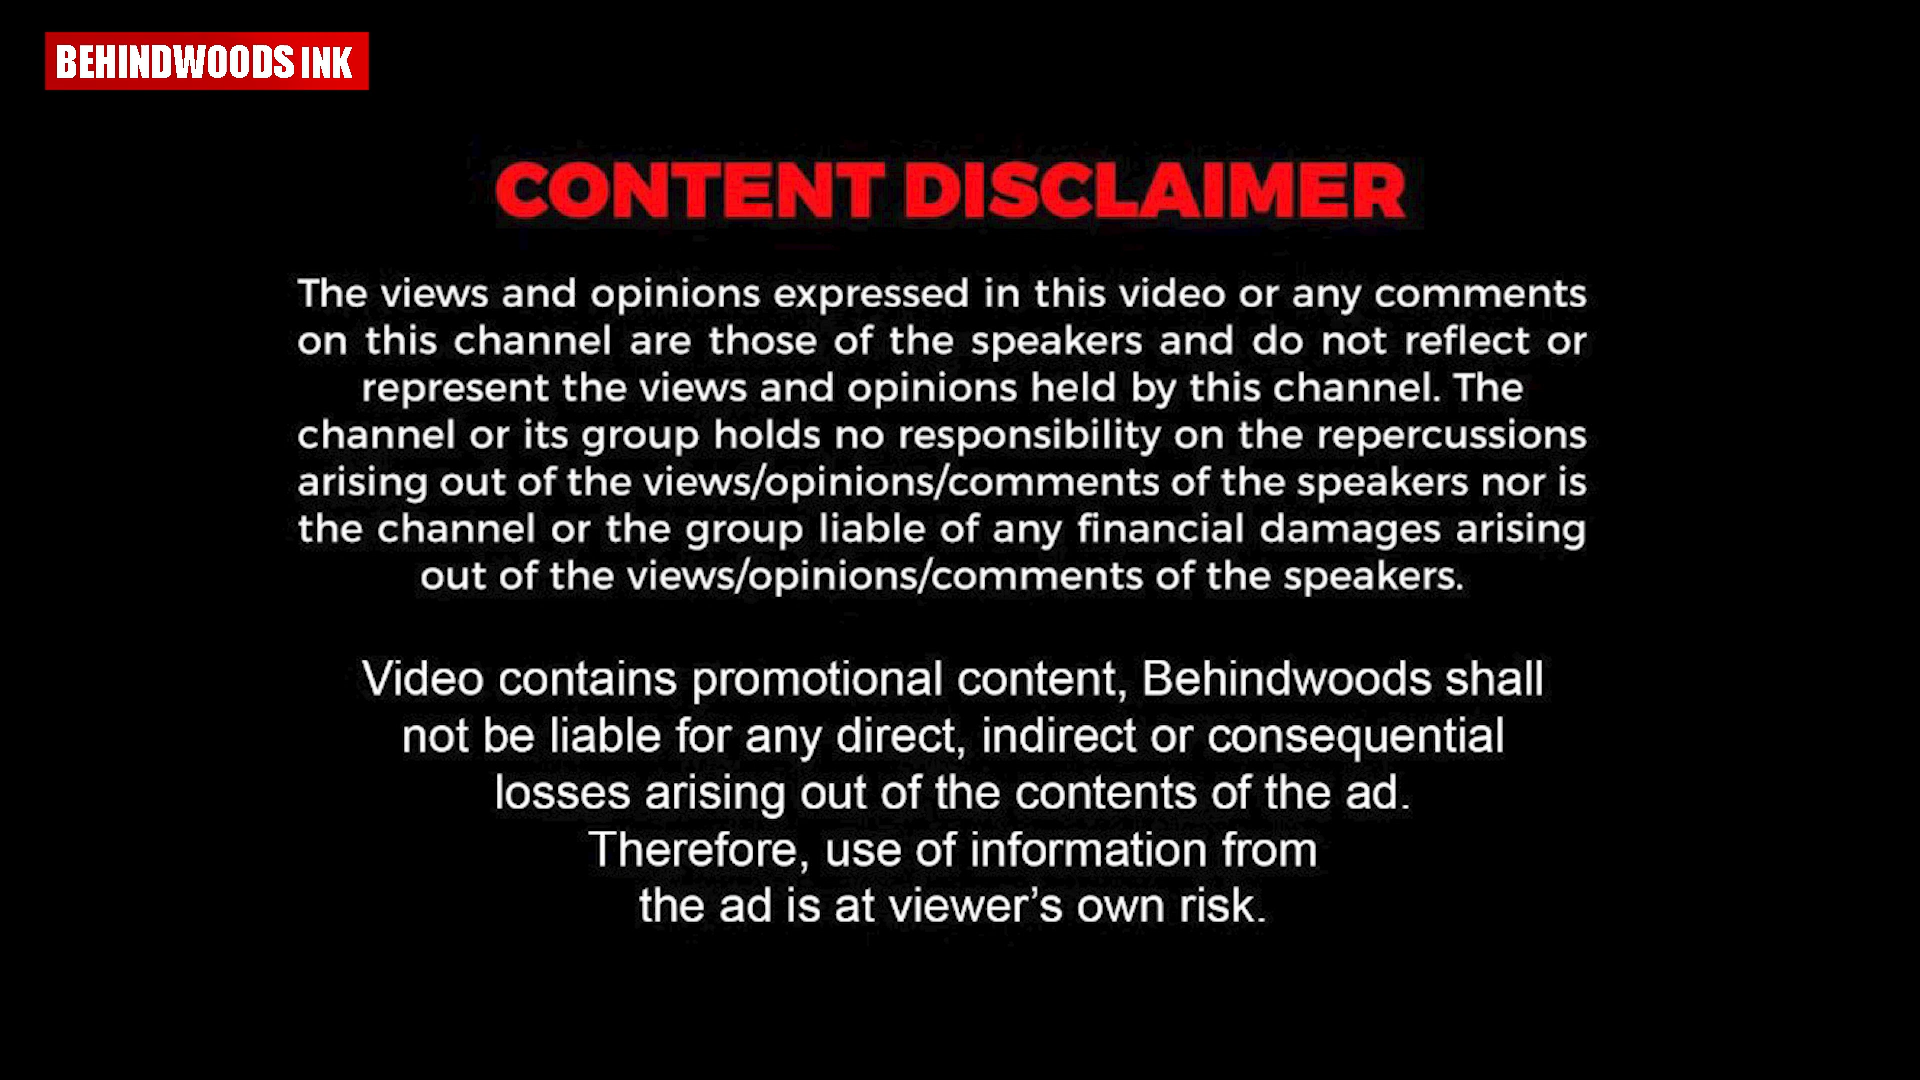 BEHINDWOODS INK
CONTENT DISCLAIMER
The views and opinions expressed in this video or any comments
on this channel are those of the speakers and do not reflect or
represent the views and opinions held by this channel. The
channel or its group holds no responsibility on the repercussions
arising out of the views/opinions/comments of the speakers nor is
the channel or the group liable of any financial damages arising
out of the views/opinions/comments of the speakers.
Video contains promotional content, Behindwoods shall
not be liable for any direct, indirect or consequential
losses arising out of the contents of the ad.
Therefore, use of information from
the ad is at viewer’s own risk.